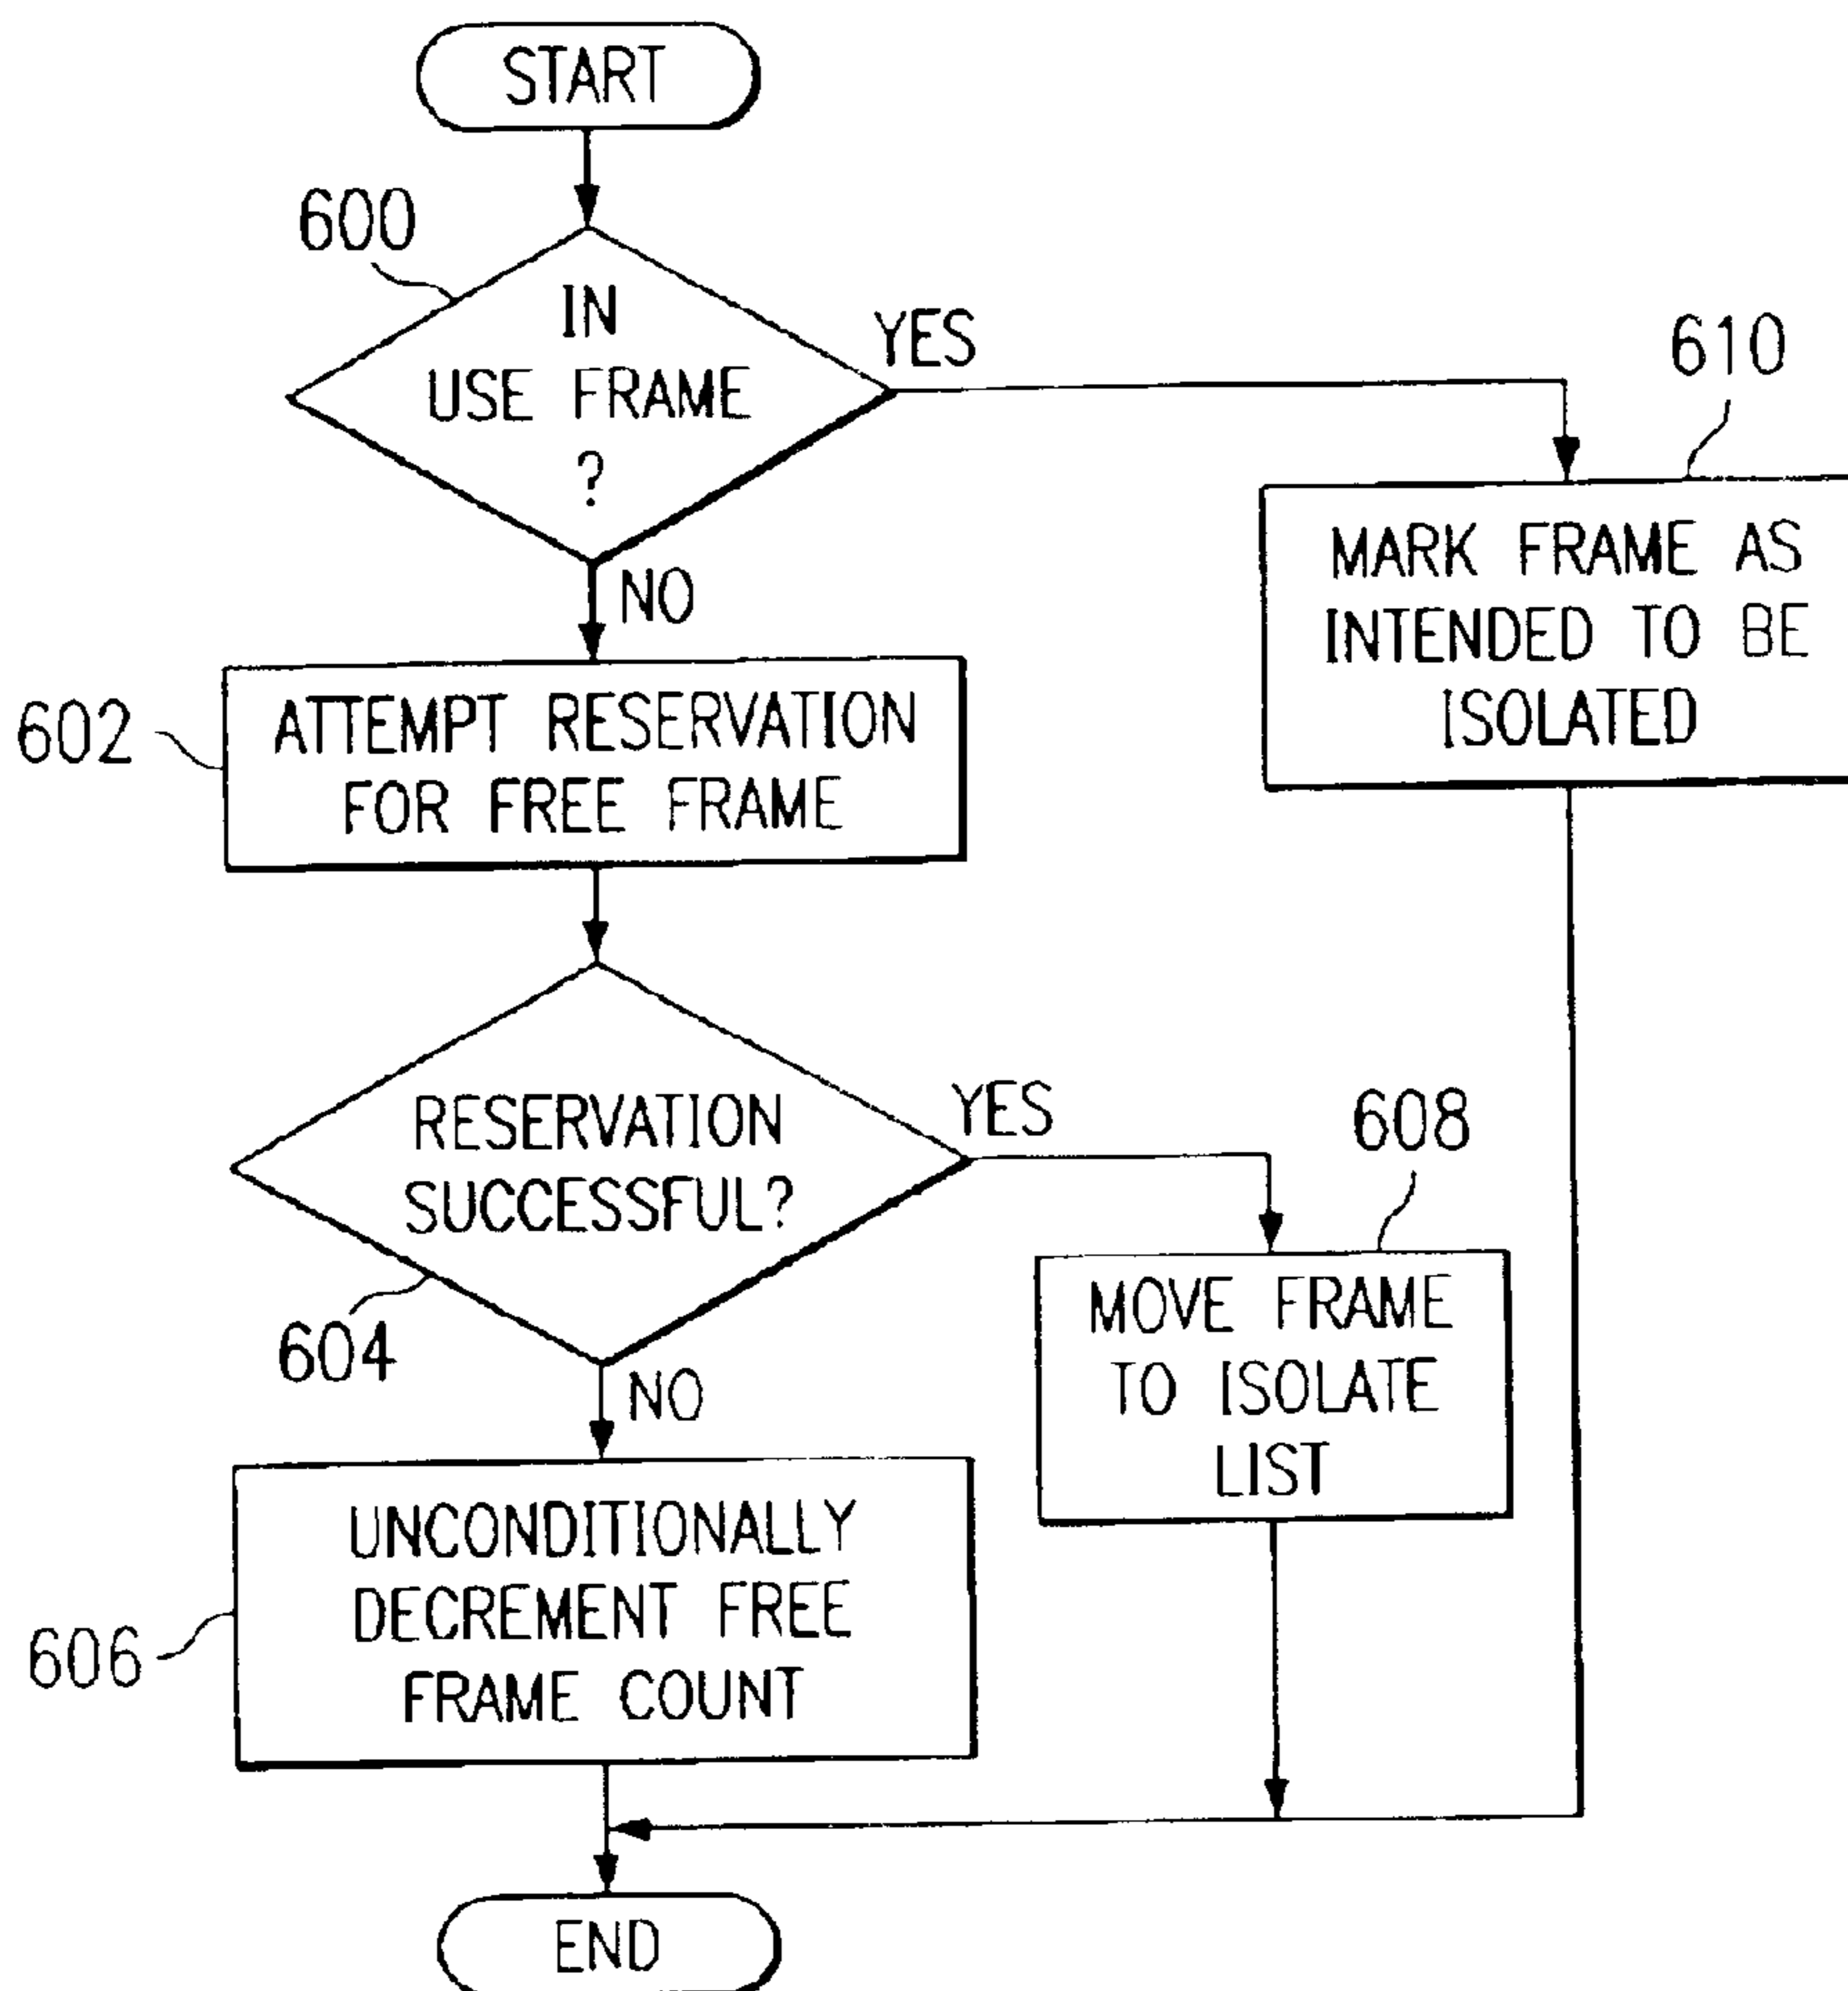 START
600
IN
USE FRAME
?
YES
NO
610
MARK FRAME AS
INTENDED TO BE
ISOLATED
602
ATTEMPT RESERVATION
FOR FREE FRAME
RESERVATION
SUCCESSFUL?
YES
604
NO
608
MOVE FRAME
TO ISOLATE
LIST
606
UNCONDITIONALLY
DECREMENT FREE
FRAME COUNT
END